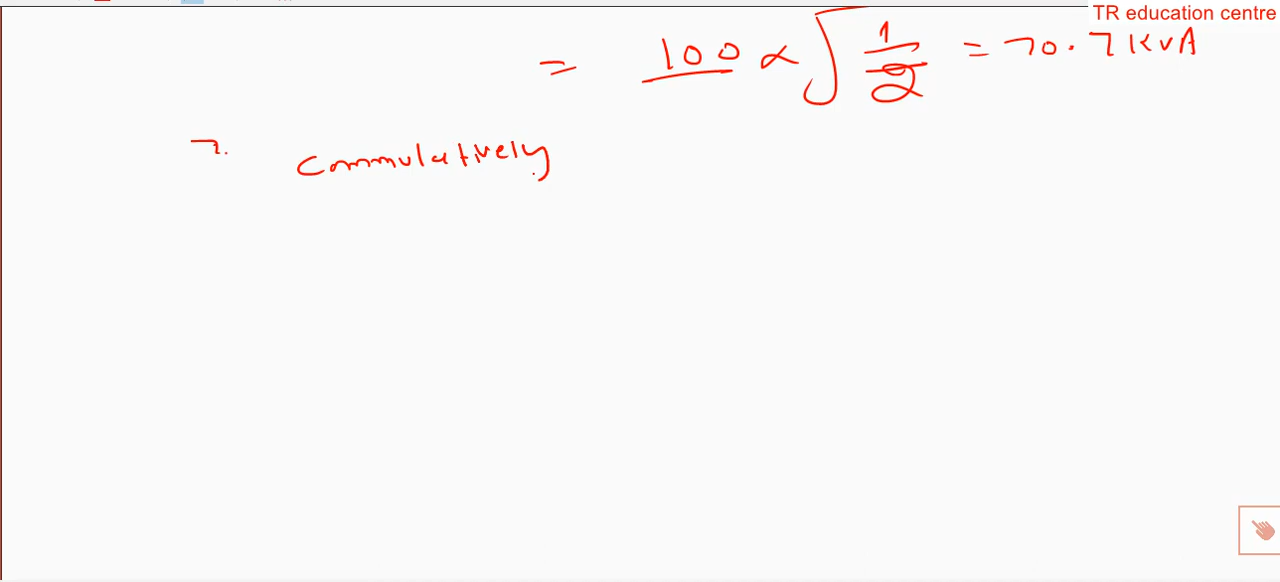 TR education centre
= 100 × √1/2 = 70.7 KVA
7. Commulatively